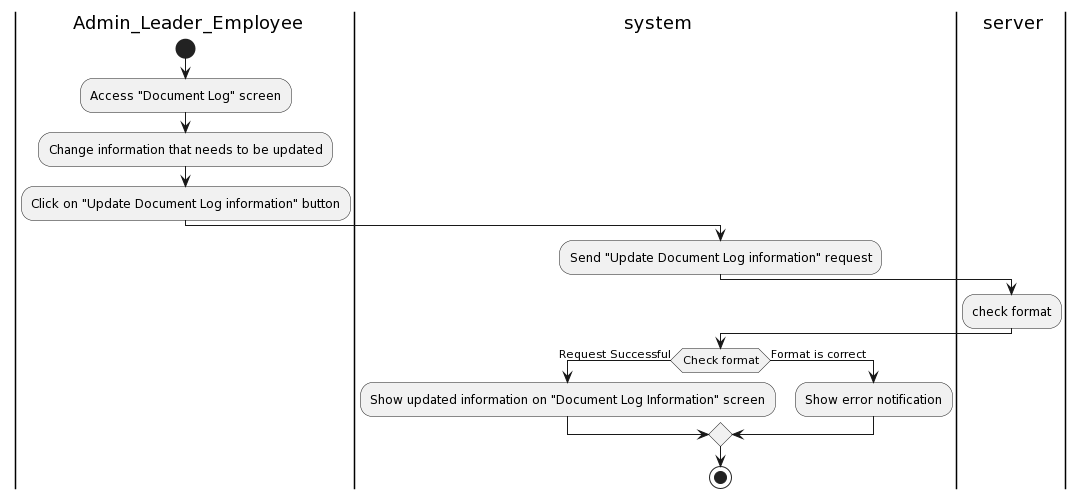 Admin_Leader_Employee
system
server
Access "Document Log" screen
Change information that needs to be updated
Click on "Update Document Log information" button
Send "Update Document Log information" request
check format
Request Successful
Check format
Format is correct
Show updated information on "Document Log Information" screen
Show error notification